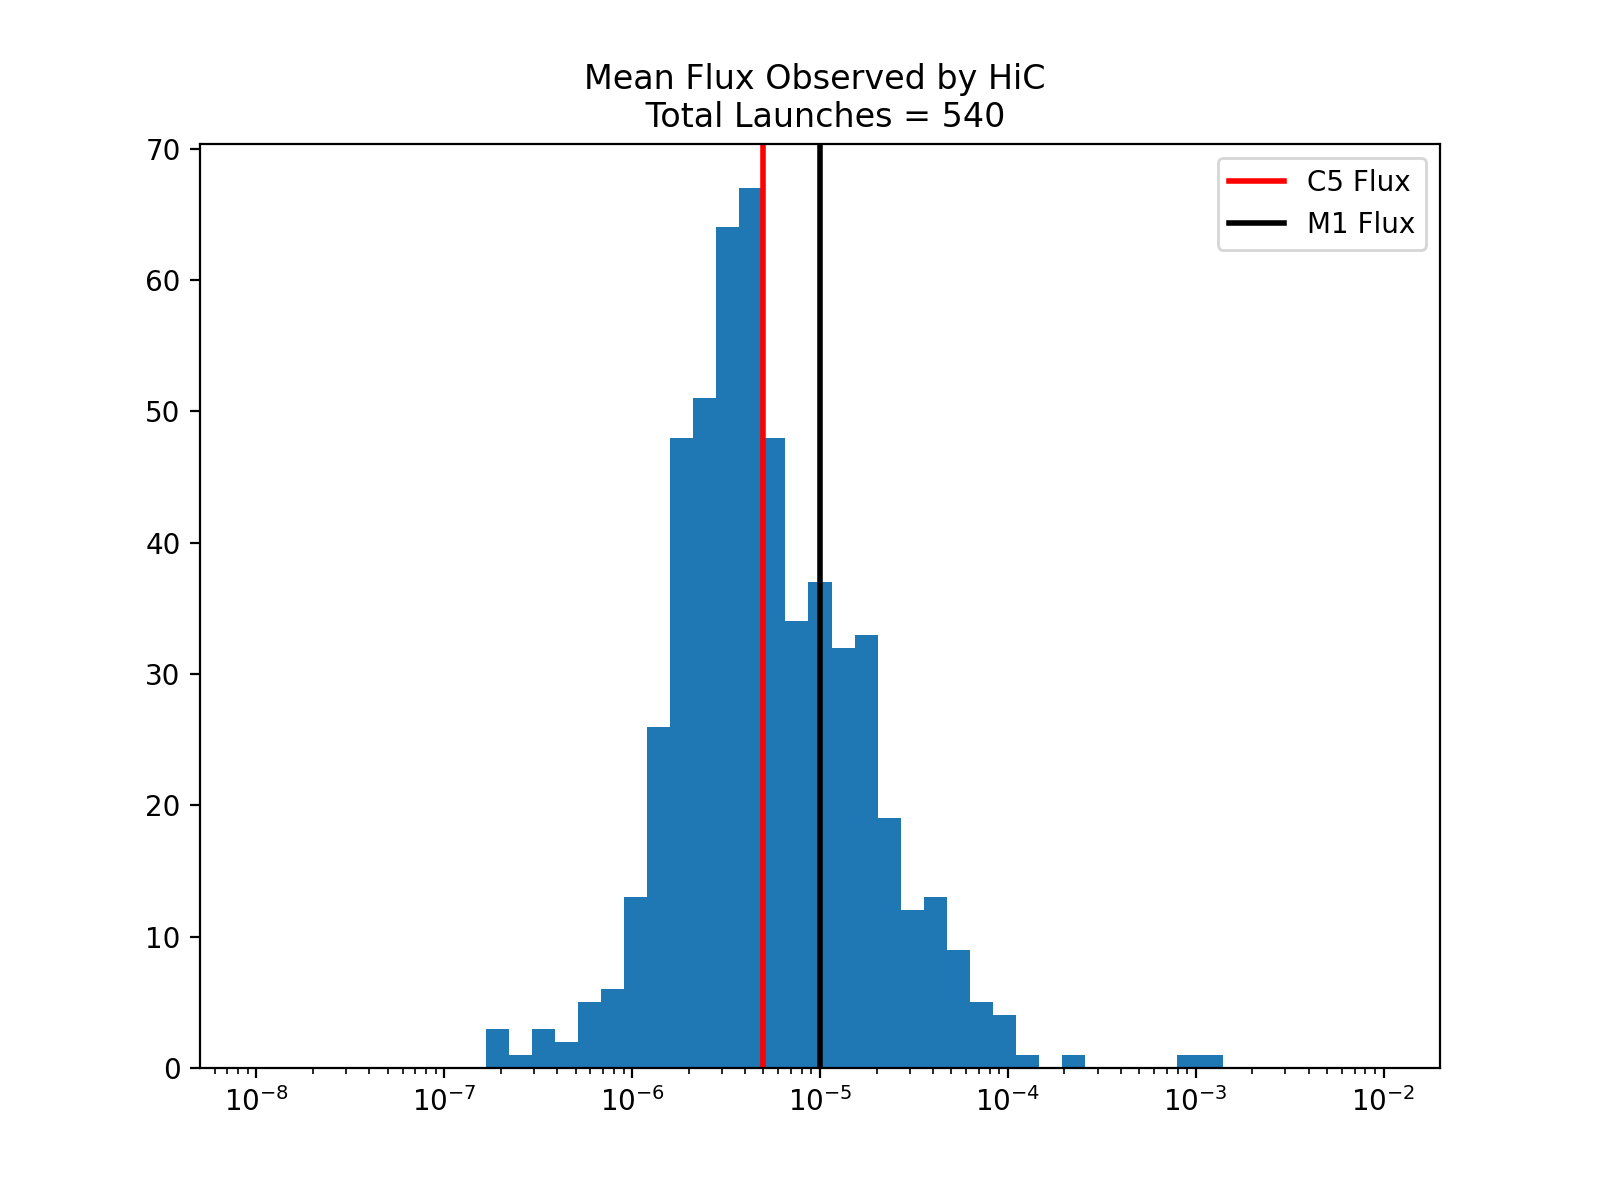 Mean Flux Observed by HiC
Total Launches = 540
C5 Flux
M1 Flux
70
60
50
40
30
20
10
0
10⁻⁸ 10⁻⁷ 10⁻⁶ 10⁻⁵ 10⁻⁴ 10⁻³ 10⁻²